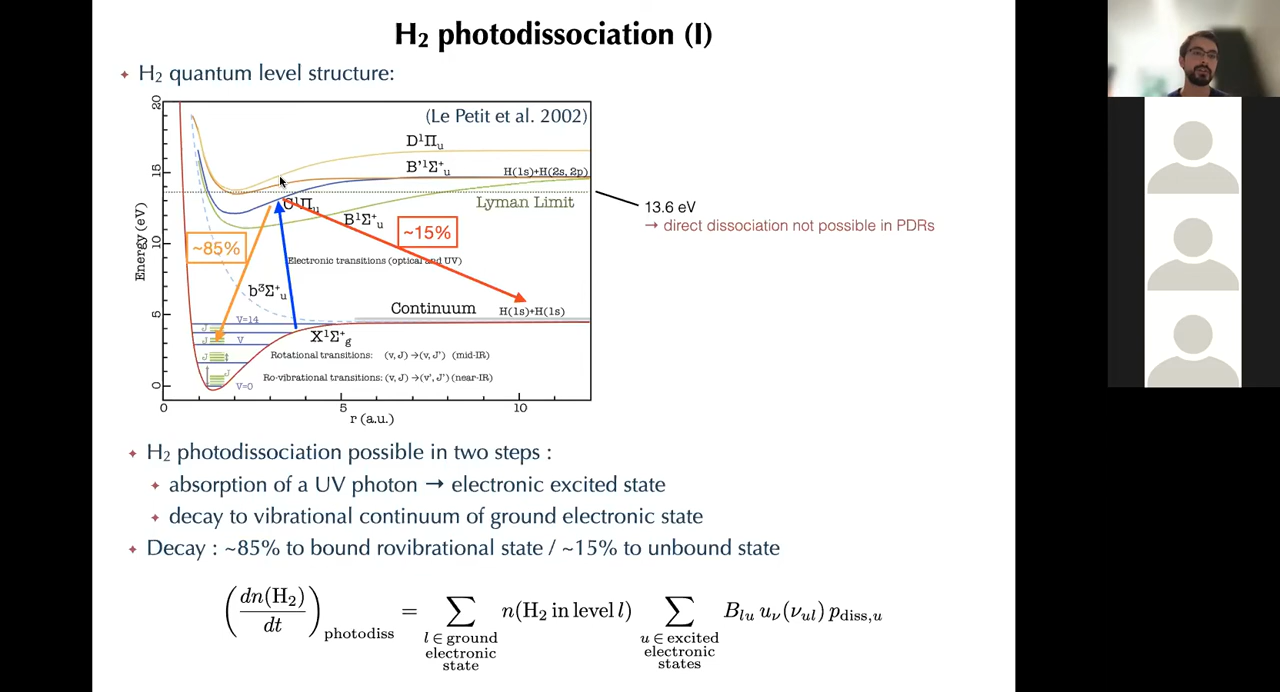 H₂ photodissociation (I)
✦ H₂ quantum level structure:
(Le Petit et al. 2002)
20
15
10
5
0
Energy (eV)
D¹Πᵤ
B'¹Σ⁺ᵤ
H(1s)+H(2s, 2p)
Lyman Limit
C¹Πᵤ
B¹Σ⁺ᵤ
~15%
~85%
Electronic transitions (optical and UV)
b³Σ⁺ᵤ
Continuum
H(1s)+H(1s)
V=14
J
X¹Σ⁺g
J
V
J
Rotational transitions: (v, J) →(v, J') (mid-IR)
J
Ro-vibrational transitions: (v, J) →(v', J') (near-IR)
V=0
0
5
10
r (a.u.)
13.6 eV
→ direct dissociation not possible in PDRs
✦ H₂ photodissociation possible in two steps :
✦ absorption of a UV photon → electronic excited state
✦ decay to vibrational continuum of ground electronic state
✦ Decay : ~85% to bound rovibrational state / ~15% to unbound state
(dn(H₂)/dt)photodiss = ∑ n(H₂ in level l) ∑ Bₗᵤ uᵥ(νᵤₗ) pdiss,u
l ∈ ground
electronic
state
u ∈ excited
electronic
states